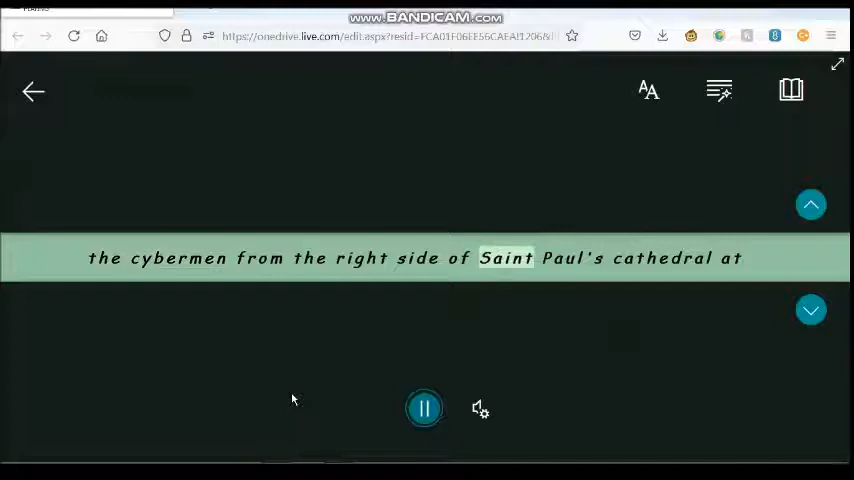 www.BANDICAM.com
https://onedrive.live.com/edit.aspx?resid=FCA01F06EE56CAEA!1206&
AA
the cybermen from the right side of Saint Paul's cathedral at